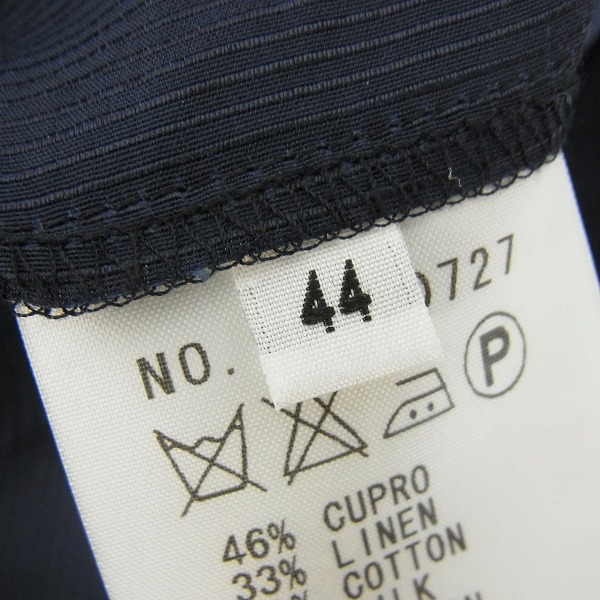 44
NO. 0727
P
46% CUPRO
33% LINEN
COTTON